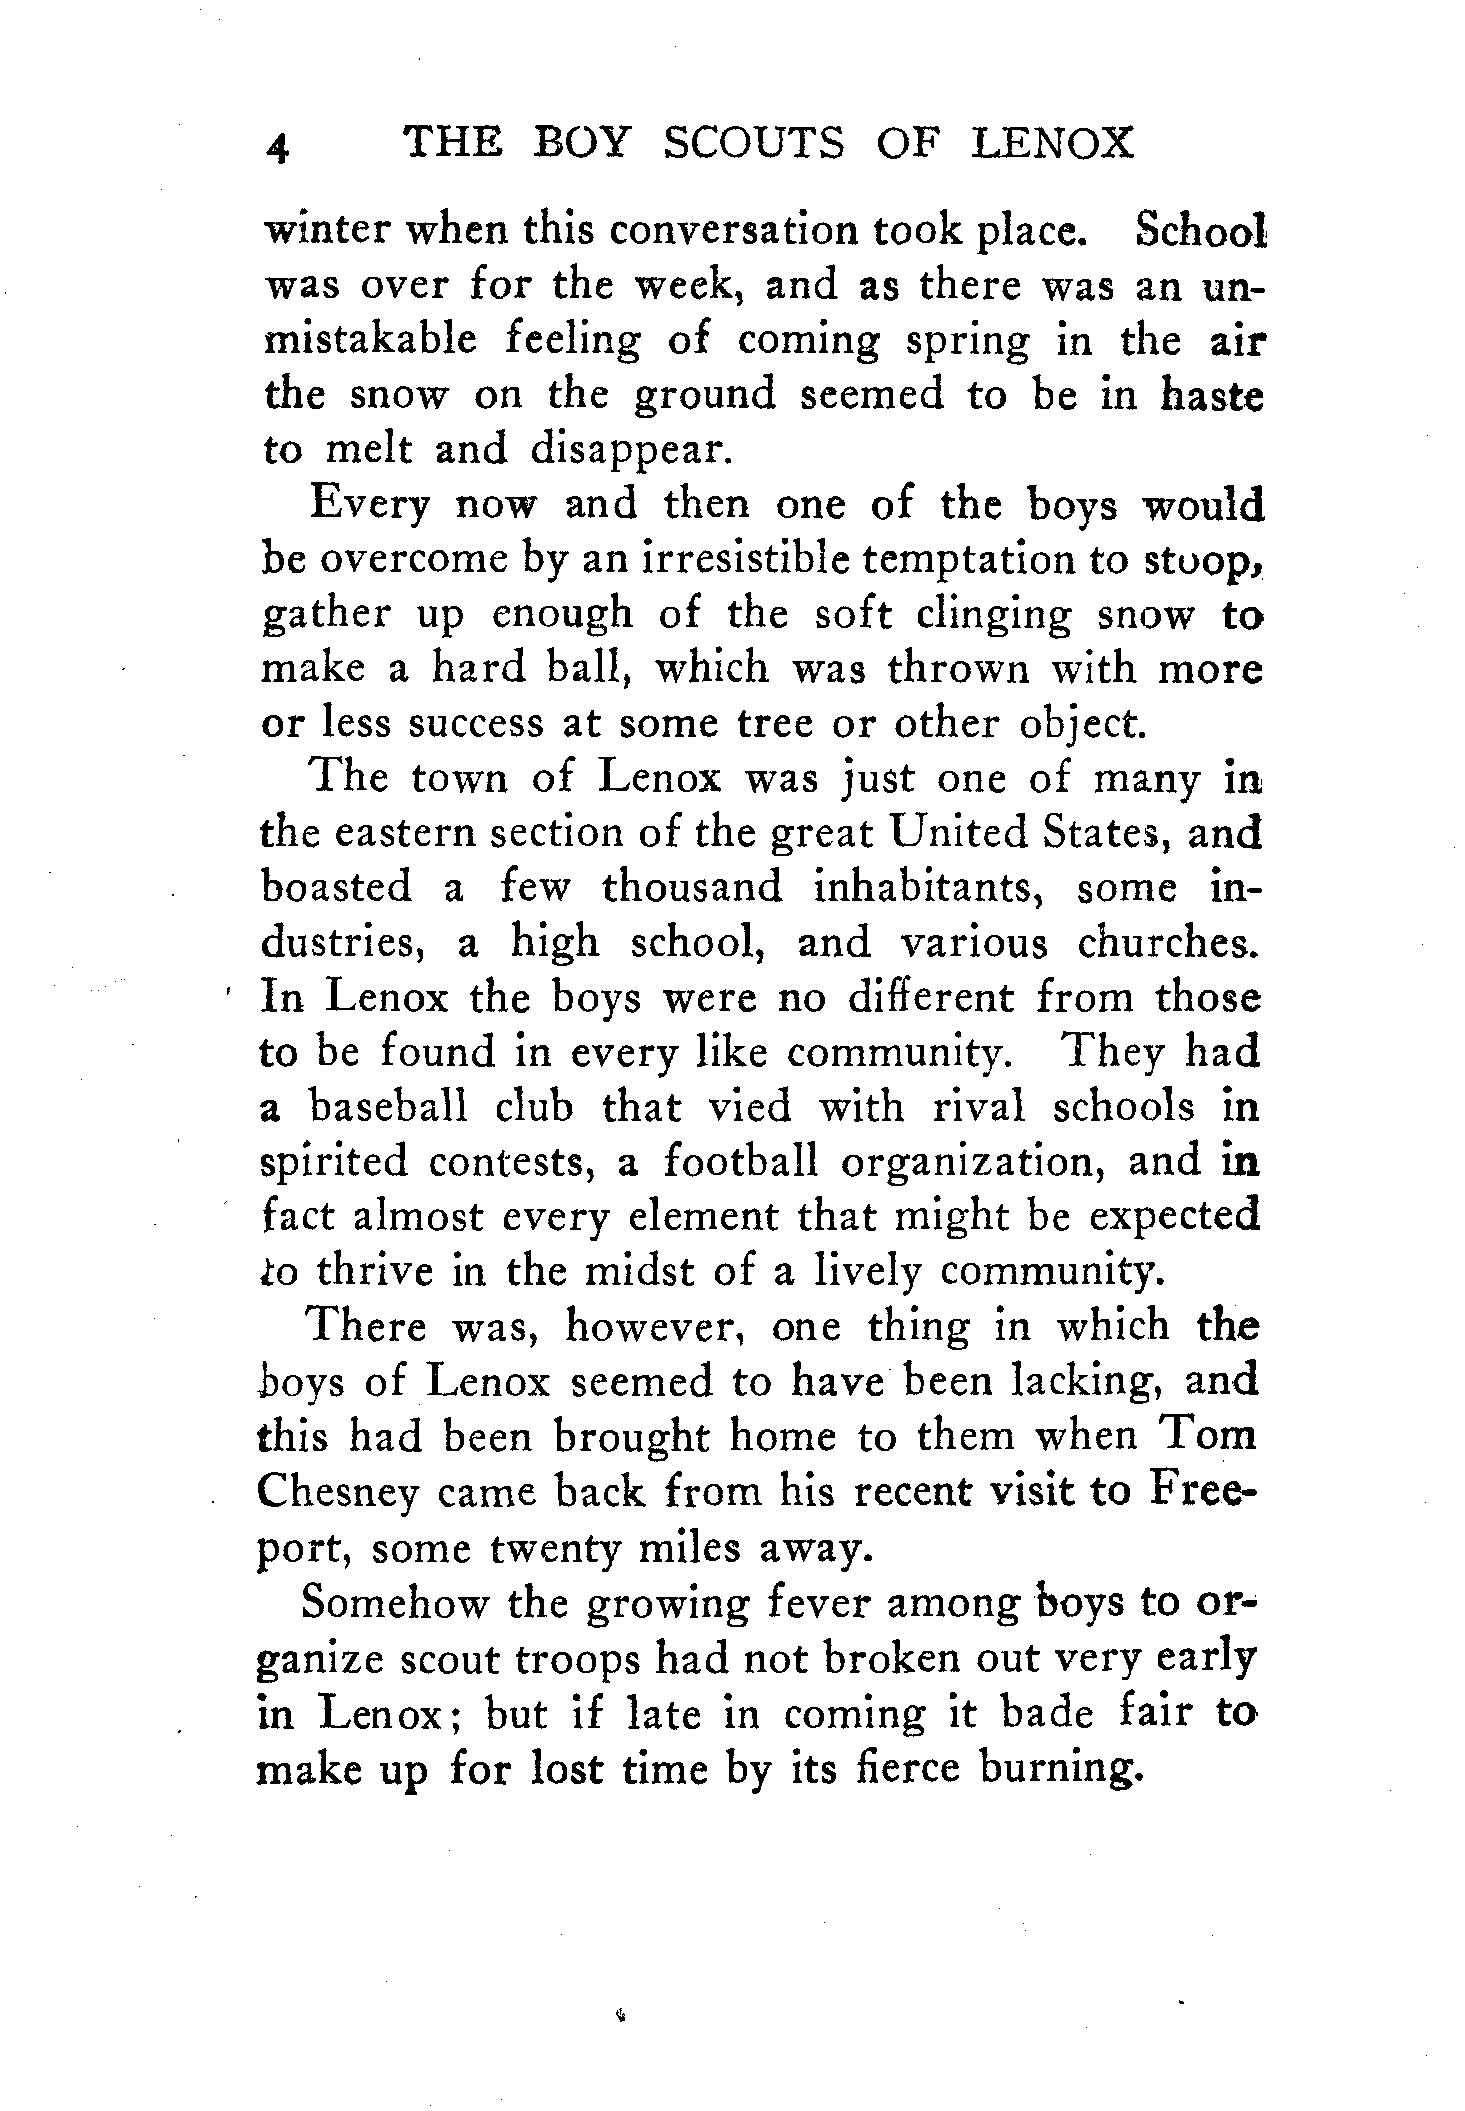 4 THE BOY SCOUTS OF LENOX
winter when this conversation took place. School
was over for the week, and as there was an un-
mistakable feeling of coming spring in the air
the snow on the ground seemed to be in haste
to melt and disappear.
Every now and then one of the boys would
be overcome by an irresistible temptation to stoop,
gather up enough of the soft clinging snow to
make a hard ball, which was thrown with more
or less success at some tree or other object.
The town of Lenox was just one of many in
the eastern section of the great United States, and
boasted a few thousand inhabitants, some in-
dustries, a high school, and various churches.
In Lenox the boys were no different from those
to be found in every like community. They had
a baseball club that vied with rival schools in
spirited contests, a football organization, and in
fact almost every element that might be expected
to thrive in the midst of a lively community.
There was, however, one thing in which the
boys of Lenox seemed to have been lacking, and
this had been brought home to them when Tom
Chesney came back from his recent visit to Free-
port, some twenty miles away.
Somehow the growing fever among boys to or-
ganize scout troops had not broken out very early
in Lenox; but if late in coming it bade fair to
make up for lost time by its fierce burning.